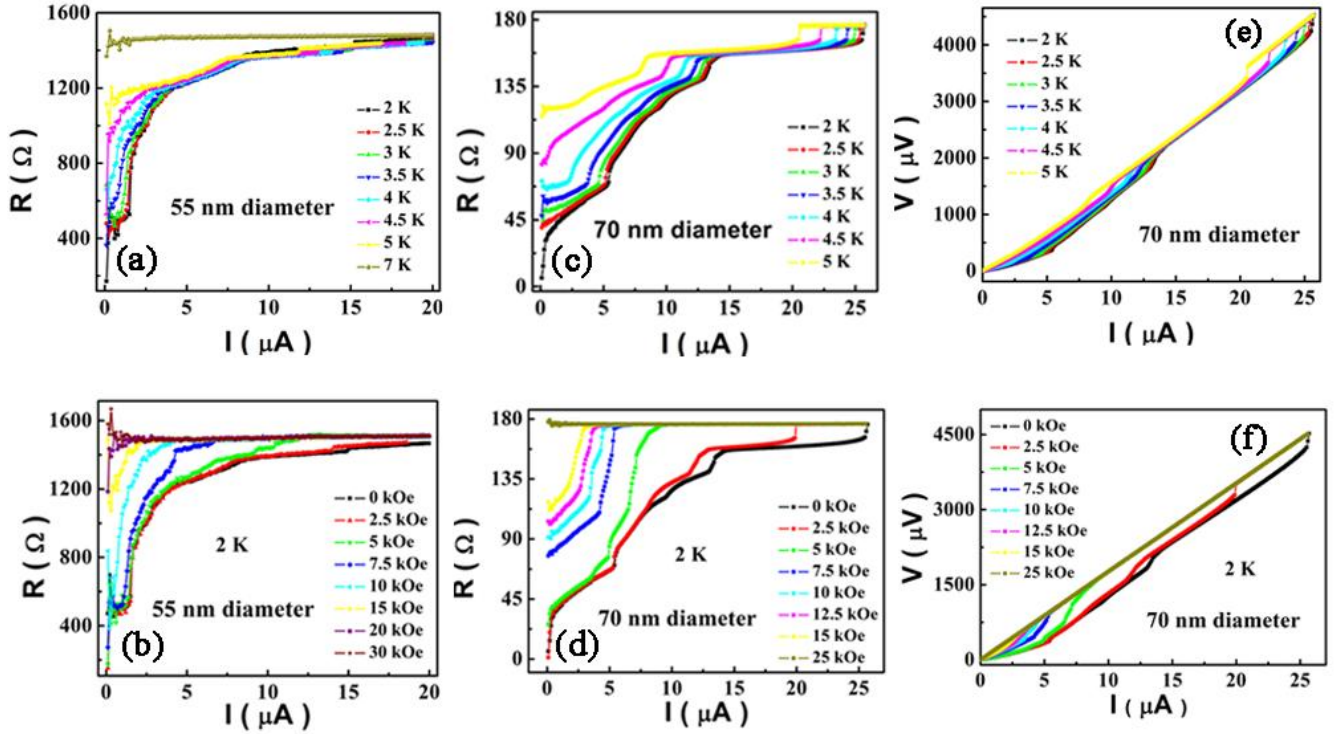 1600
1200
800
400
R ( Ω )
2 K
2.5 K
3 K
3.5 K
4 K
4.5 K
5 K
7 K
55 nm diameter
(a)
0 5 10 15 20
I ( μA )
180
135
90
45
0
R ( Ω )
2 K
2.5 K
3 K
3.5 K
4 K
4.5 K
5 K
70 nm diameter
(c)
0 5 10 15 20 25
I ( μA )
4000
3000
2000
1000
0
V ( μV )
(e)
2 K
2.5 K
3 K
3.5 K
4 K
4.5 K
5 K
70 nm diameter
0 5 10 15 20 25
I ( μA )
1600
1200
800
400
R ( Ω )
0 kOe
2.5 kOe
5 kOe
7.5 kOe
10 kOe
15 kOe
20 kOe
30 kOe
2 K
55 nm diameter
(b)
0 5 10 15 20
I ( μA )
180
135
90
45
0
R ( Ω )
0 kOe
2.5 kOe
5 kOe
7.5 kOe
10 kOe
12.5 kOe
15 kOe
25 kOe
2 K
70 nm diameter
(d)
0 5 10 15 20 25
I ( μA )
4500
3000
1500
0
V ( μV )
0 kOe
2.5 kOe
5 kOe
7.5 kOe
10 kOe
12.5 kOe
15 kOe
25 kOe
(f)
2 K
70 nm diameter
0 5 10 15 20 25
I ( μA )